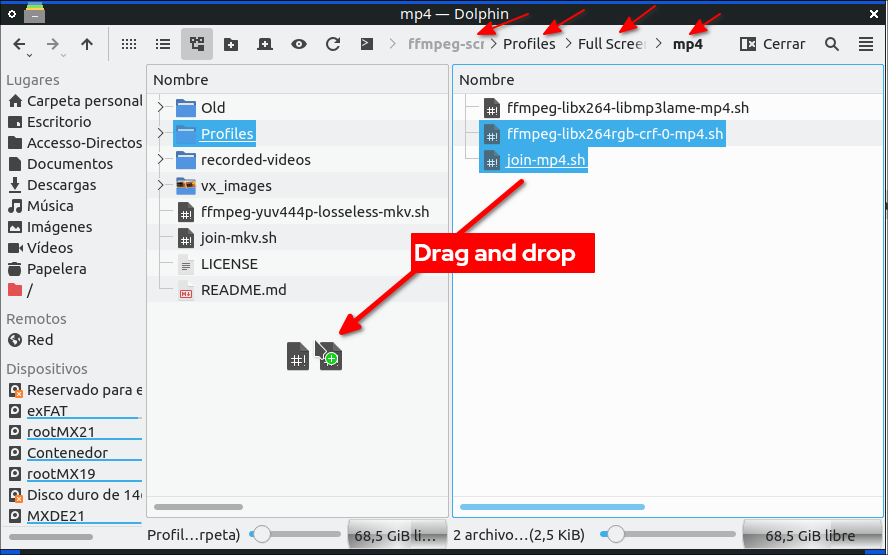 mp4 — Dolphin
ffmpeg-scr
Profiles
Full Screen
mp4
Cerrar
Lugares
Carpeta personal
Escritorio
Accesso-Directos
Documentos
Descargas
Música
Imágenes
Vídeos
Papelera
/
Remotos
Red
Dispositivos
Reservado para e
exFAT
rootMX21
Contenedor
rootMX19
Disco duro de 14
MXDE21
Nombre
Old
Profiles
recorded-videos
vx_images
ffmpeg-yuv444p-losseless-mkv.sh
join-mkv.sh
LICENSE
README.md
Profil…rpeta)
68,5 GiB li…
Nombre
ffmpeg-libx264-libmp3lame-mp4.sh
ffmpeg-libx264rgb-crf-0-mp4.sh
join-mp4.sh
Drag and drop
2 archivo…(2,5 KiB)
68,5 GiB libre